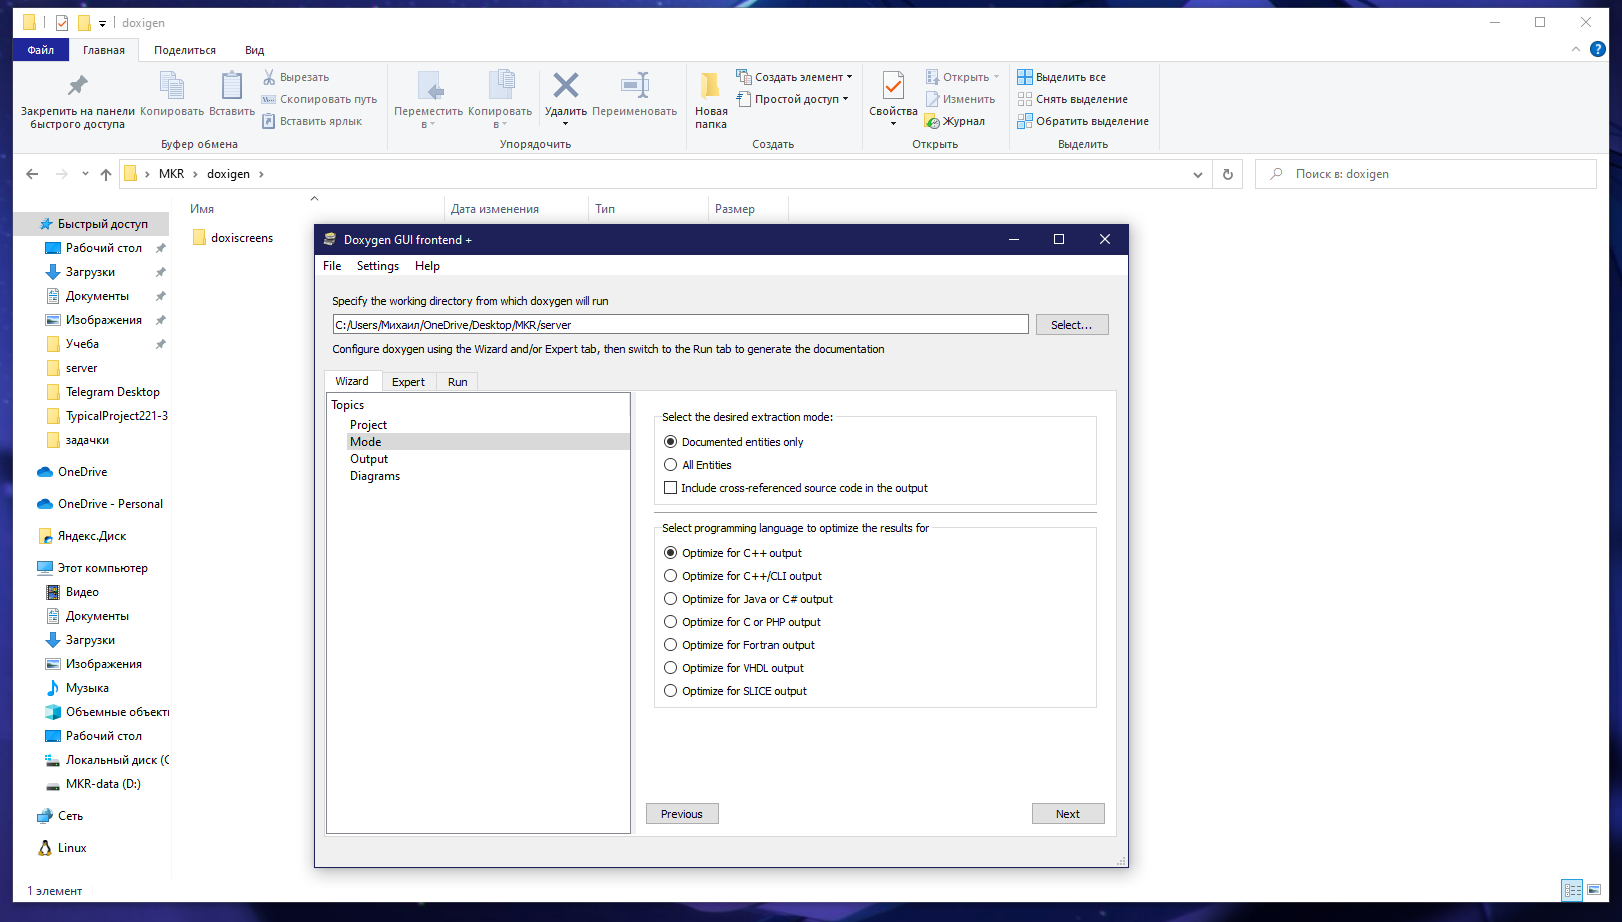 doxigen
Файл
Главная
Поделиться
Вид
Закрепить на панели
быстрого доступа
Копировать
Вставить
Вырезать
Скопировать путь
Вставить ярлык
Буфер обмена
Переместить
в
Копировать
в
Удалить
Переименовать
Упорядочить
Новая
папка
Создать элемент
Простой доступ
Создать
Свойства
Открыть
Изменить
Журнал
Открыть
Выделить все
Снять выделение
Обратить выделение
Выделить
MKR
doxigen
Поиск в: doxigen
Имя
Дата изменения
Тип
Размер
doxiscreens
Быстрый доступ
Рабочий стол
Загрузки
Документы
Изображения
Учеба
server
Telegram Desktop
TypicalProject221-3
задачки
OneDrive
OneDrive - Personal
Яндекс.Диск
Этот компьютер
Видео
Документы
Загрузки
Изображения
Музыка
Объемные объект
Рабочий стол
Локальный диск (C
MKR-data (D:)
Сеть
Linux
1 элемент
Doxygen GUI frontend +
File
Settings
Help
Specify the working directory from which doxygen will run
C:/Users/Михаил/OneDrive/Desktop/MKR/server
Select...
Configure doxygen using the Wizard and/or Expert tab, then switch to the Run tab to generate the documentation
Wizard
Expert
Run
Topics
Project
Mode
Output
Diagrams
Select the desired extraction mode:
Documented entities only
All Entities
Include cross-referenced source code in the output
Select programming language to optimize the results for
Optimize for C++ output
Optimize for C++/CLI output
Optimize for Java or C# output
Optimize for C or PHP output
Optimize for Fortran output
Optimize for VHDL output
Optimize for SLICE output
Previous
Next